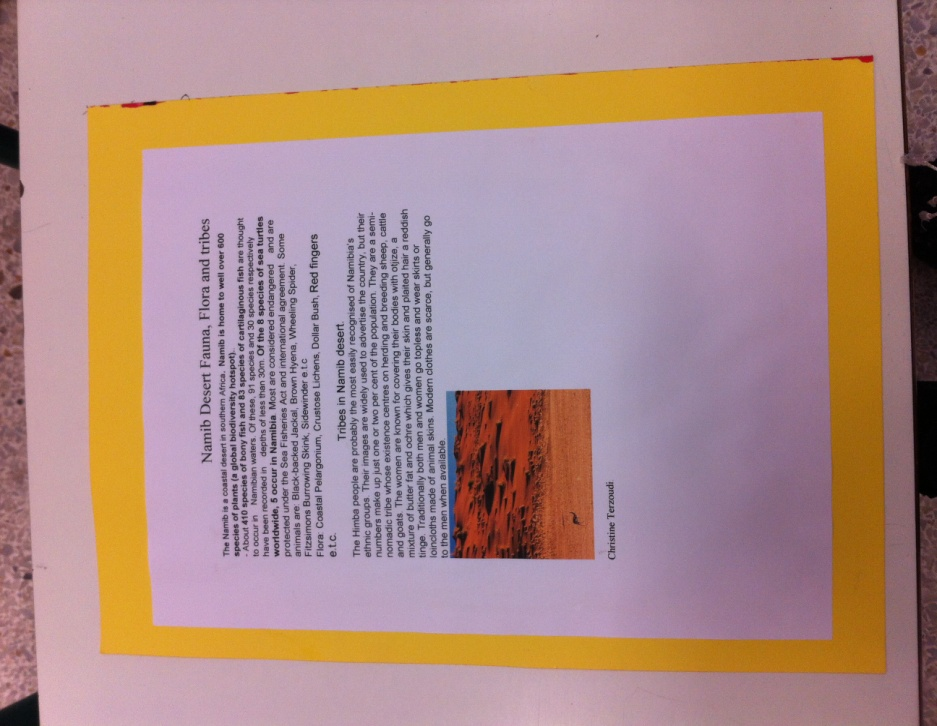 Namib Desert Fauna, Flora and tribes
The Namib is a coastal desert in southern Africa. Namib is home to well over 600
species of plants (a global biodiversity hotspot).
- About 410 species of bony fish and 83 species of cartilaginous fish are thought
to occur in Namibian waters. Of these, 91 species and 30 species respectively
have been recorded in depths of less than 30m. Of the 8 species of sea turtles
worldwide, 5 occur in Namibia. Most are considered endangered and are
protected under the Sea Fisheries Act and international agreement. Some
animals are: Black-backed Jackal, Brown Hyena, Wheeling Spider,
Fitzsimons Burrowing Skink, Sidewinder e.t.c
Flora: Coastal Pelargonium, Crustose Lichens, Dollar Bush, Red fingers
e.t.c.
Tribes in Namib desert.
The Himba people are probably the most easily recognised of Namibia's
ethnic groups. Their images are widely used to advertise the country, but their
numbers make up just one or two per cent of the population. They are a semi-
nomadic tribe whose existence centres on herding and breeding sheep, cattle
and goats. The women are known for covering their bodies with otjize, a
mixture of butter fat and ochre which gives their skin and plaited hair a reddish
tinge. Traditionally both men and women go topless and wear skirts or
loincloths made of animal skins. Modern clothes are scarce, but generally go
to the men when available.
Christine Terzoudi